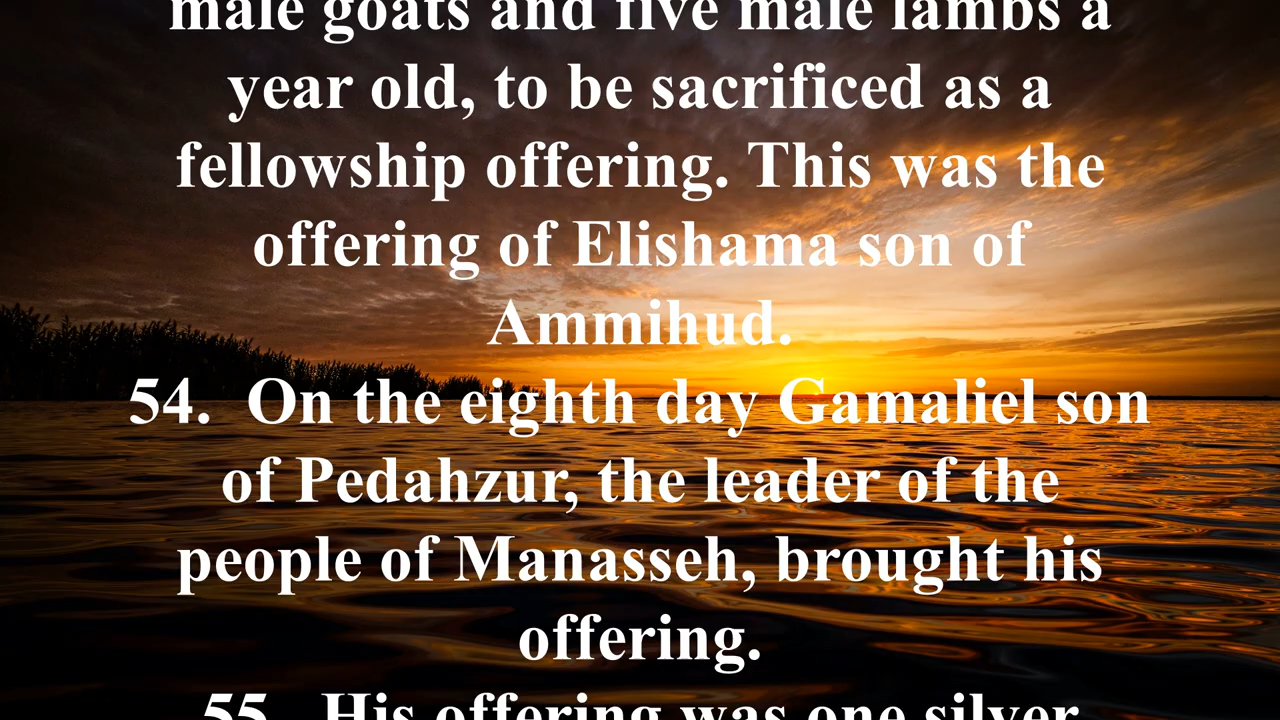 male goats and five male lambs a
year old, to be sacrificed as a
fellowship offering. This was the
offering of Elishama son of
Ammihud.
54.  On the eighth day Gamaliel son
of Pedahzur, the leader of the
people of Manasseh, brought his
offering.
55.  His offering was one silver